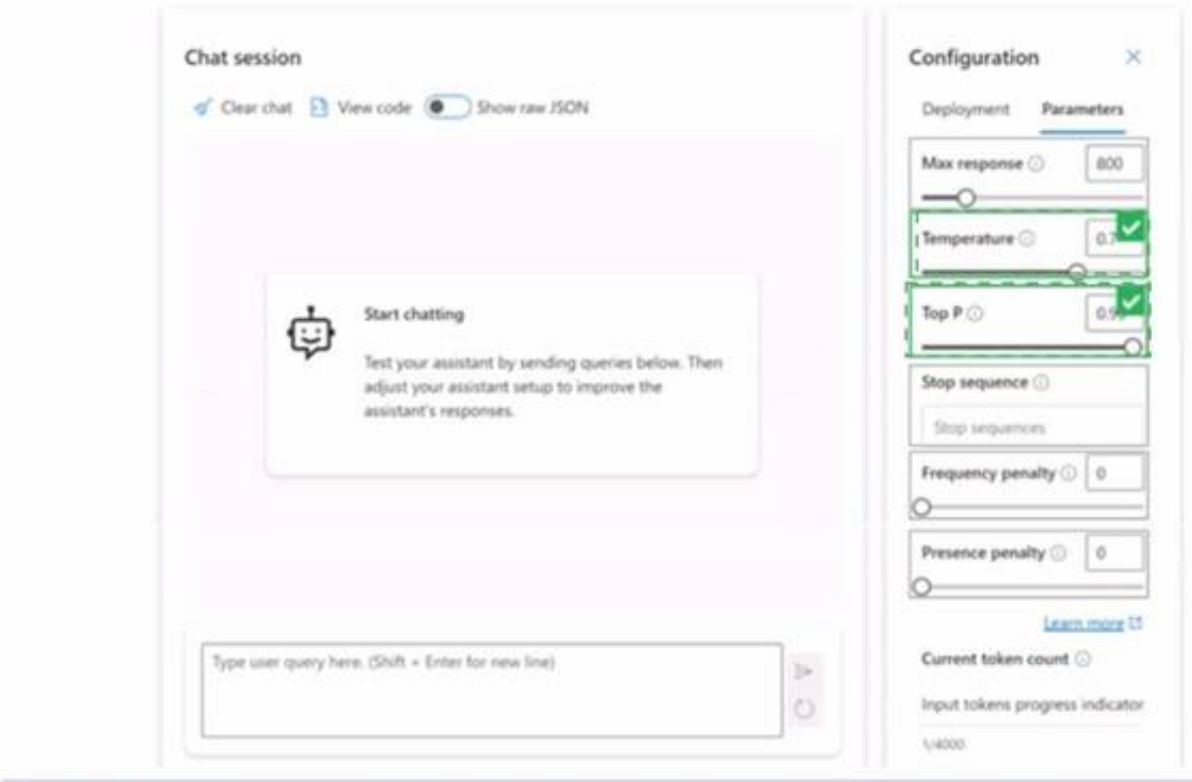 Chat session
Clear chat View code Show raw JSON
Start chatting
Test your assistant by sending queries below. Then
adjust your assistant setup to improve the
assistant's responses.
Type user query here. (Shift + Enter for new line)
Configuration
Deployment Parameters
Max response 800
Temperature 0.7
Top P
Stop sequence
Stop sequences
Frequency penalty 0
Presence penalty 0
Learn more
Current token count
Input tokens progress indicator
1/4000